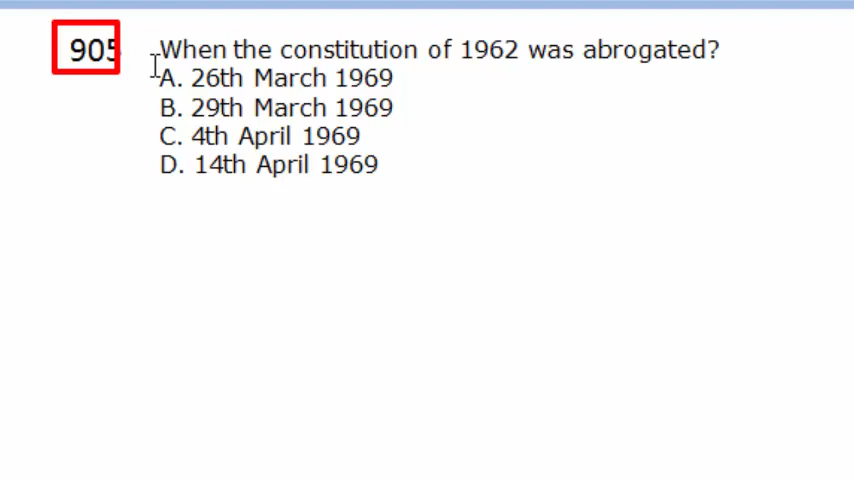 905 When the constitution of 1962 was abrogated?
A. 26th March 1969
B. 29th March 1969
C. 4th April 1969
D. 14th April 1969